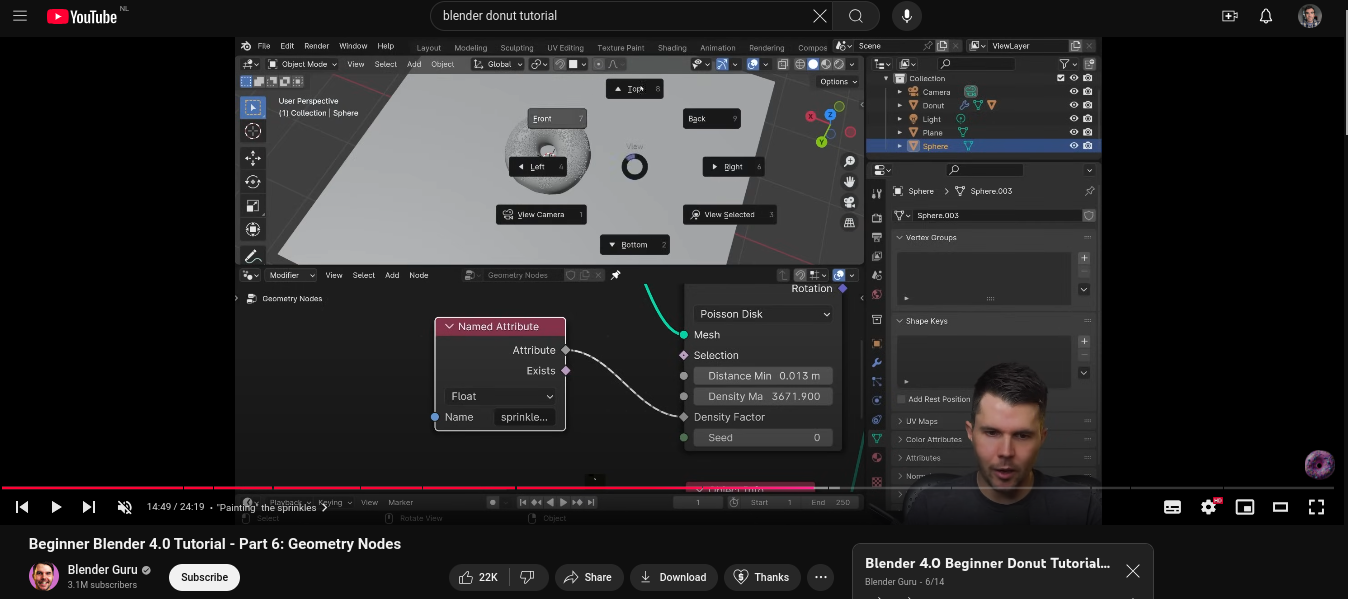 YouTube NL
blender donut tutorial
File Edit Render Window Help Layout Modeling Sculpting UV Editing Texture Paint Shading Animation Rendering Compos Scene ViewLayer
Object Mode View Select Add Object Global
Options
User Perspective
(1) Collection | Sphere
Top 8
Front 7
Back 9
View
Left 4
Right 6
View Camera 1
View Selected 3
Bottom 2
X
Z
Y
Collection
Camera
Donut
Light
Plane
Sphere
Sphere Sphere.003
Sphere.003
Vertex Groups
Shape Keys
Add Rest Position
UV Maps
Color Attributes
Attributes
Norm
Modifier View Select Add Node Geometry Nodes
Geometry Nodes
Named Attribute
Attribute
Exists
Float
Name sprinkle...
Rotation
Poisson Disk
Mesh
Selection
Distance Min 0.013 m
Density Ma 3671.900
Density Factor
Seed 0
Object Info
Playback Keying View Marker 1 Start 1 End 250
Select Rotate View Object
14:49 / 24:19 • "Painting" the sprinkles
HD
Beginner Blender 4.0 Tutorial - Part 6: Geometry Nodes
Blender Guru
3.1M subscribers
Subscribe
22K
Share
Download
Thanks
Blender 4.0 Beginner Donut Tutorial...
Blender Guru - 6/14